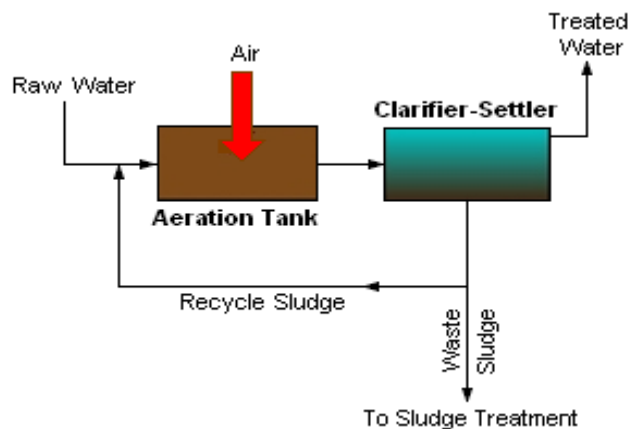 Treated
Water
Air
Raw Water
Clarifier-Settler
Aeration Tank
Recycle Sludge
Waste
Sludge
To Sludge Treatment